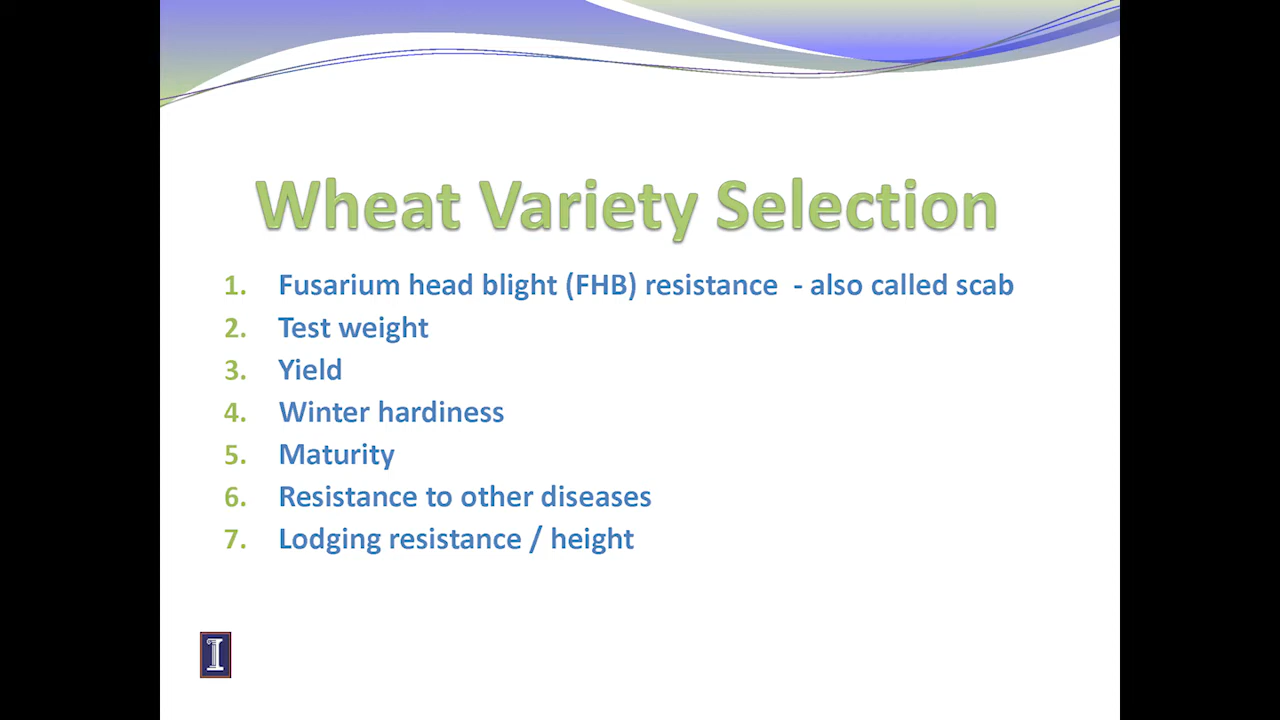 Wheat Variety Selection
1. Fusarium head blight (FHB) resistance - also called scab
2. Test weight
3. Yield
4. Winter hardiness
5. Maturity
6. Resistance to other diseases
7. Lodging resistance / height
I